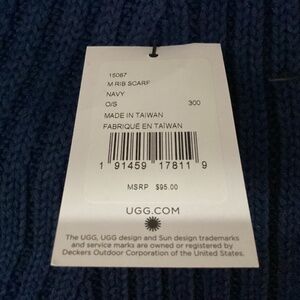 15067
M RIB SCARF
NAVY
O/S 300
MADE IN TAIWAN
FABRIQUÉ EN TAÏWAN
1 91459 17811 9
MSRP $95.00
UGG.COM
The UGG, UGG design and Sun design trademarks
and service marks are owned or registered by
Deckers Outdoor Corporation of the United States.